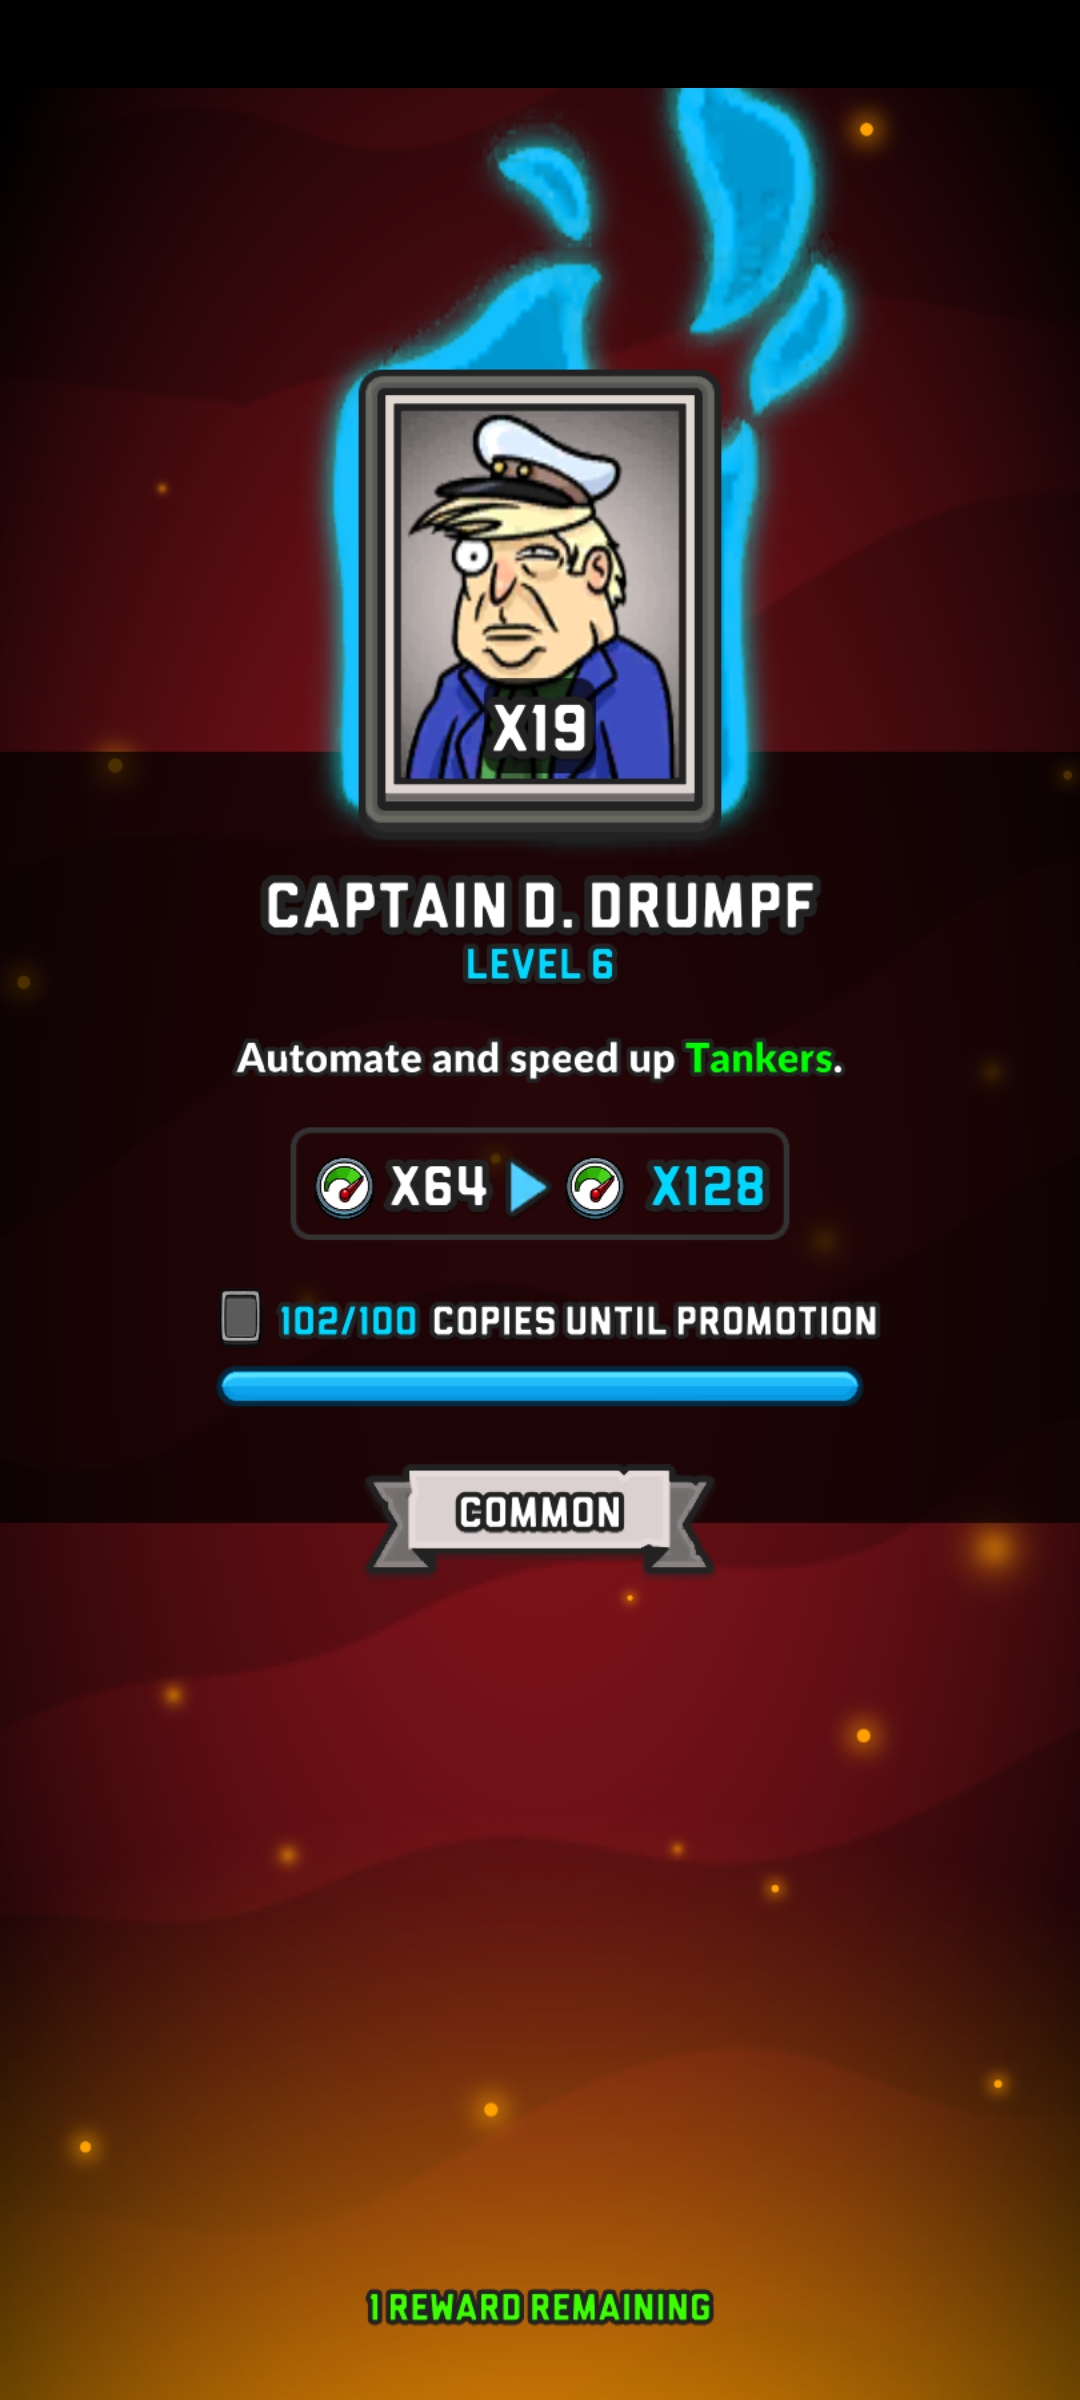 X19
CAPTAIN D. DRUMPF
LEVEL 6
Automate and speed up Tankers.
X64 X128
102/100 COPIES UNTIL PROMOTION
COMMON
1 REWARD REMAINING